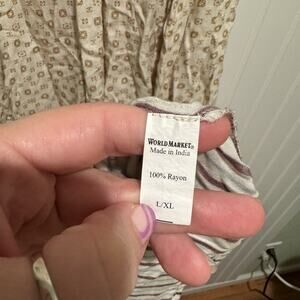 WORLD MARKET®
Made in India
100% Rayon
L/XL